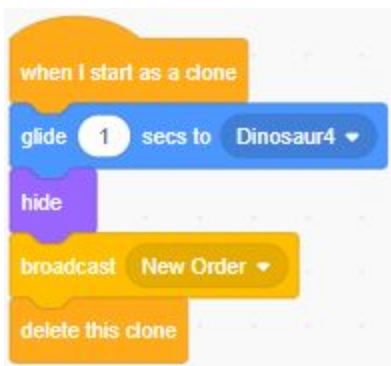 when I start as a clone
glide 1 secs to Dinosaur4
hide
broadcast New Order
delete this clone